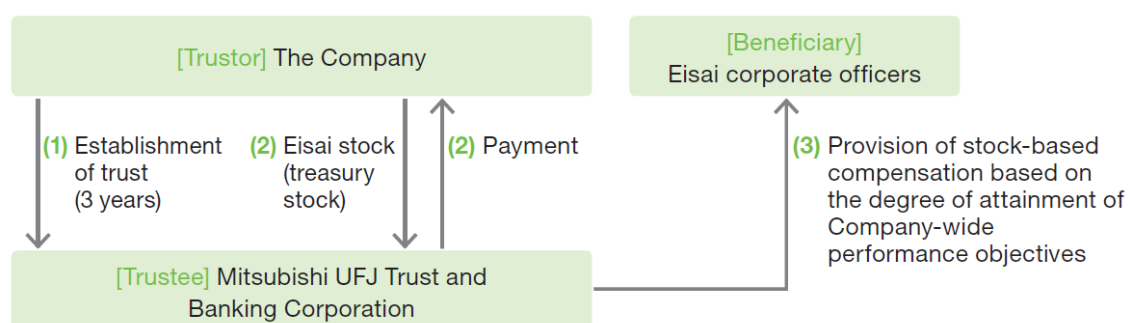 [Trustor] The Company
[Beneficiary]
Eisai corporate officers
(1) Establishment
of trust
(3 years)
(2) Eisai stock
(treasury
stock)
(2) Payment
(3) Provision of stock-based
compensation based on
the degree of attainment of
Company-wide
performance objectives
[Trustee] Mitsubishi UFJ Trust and
Banking Corporation